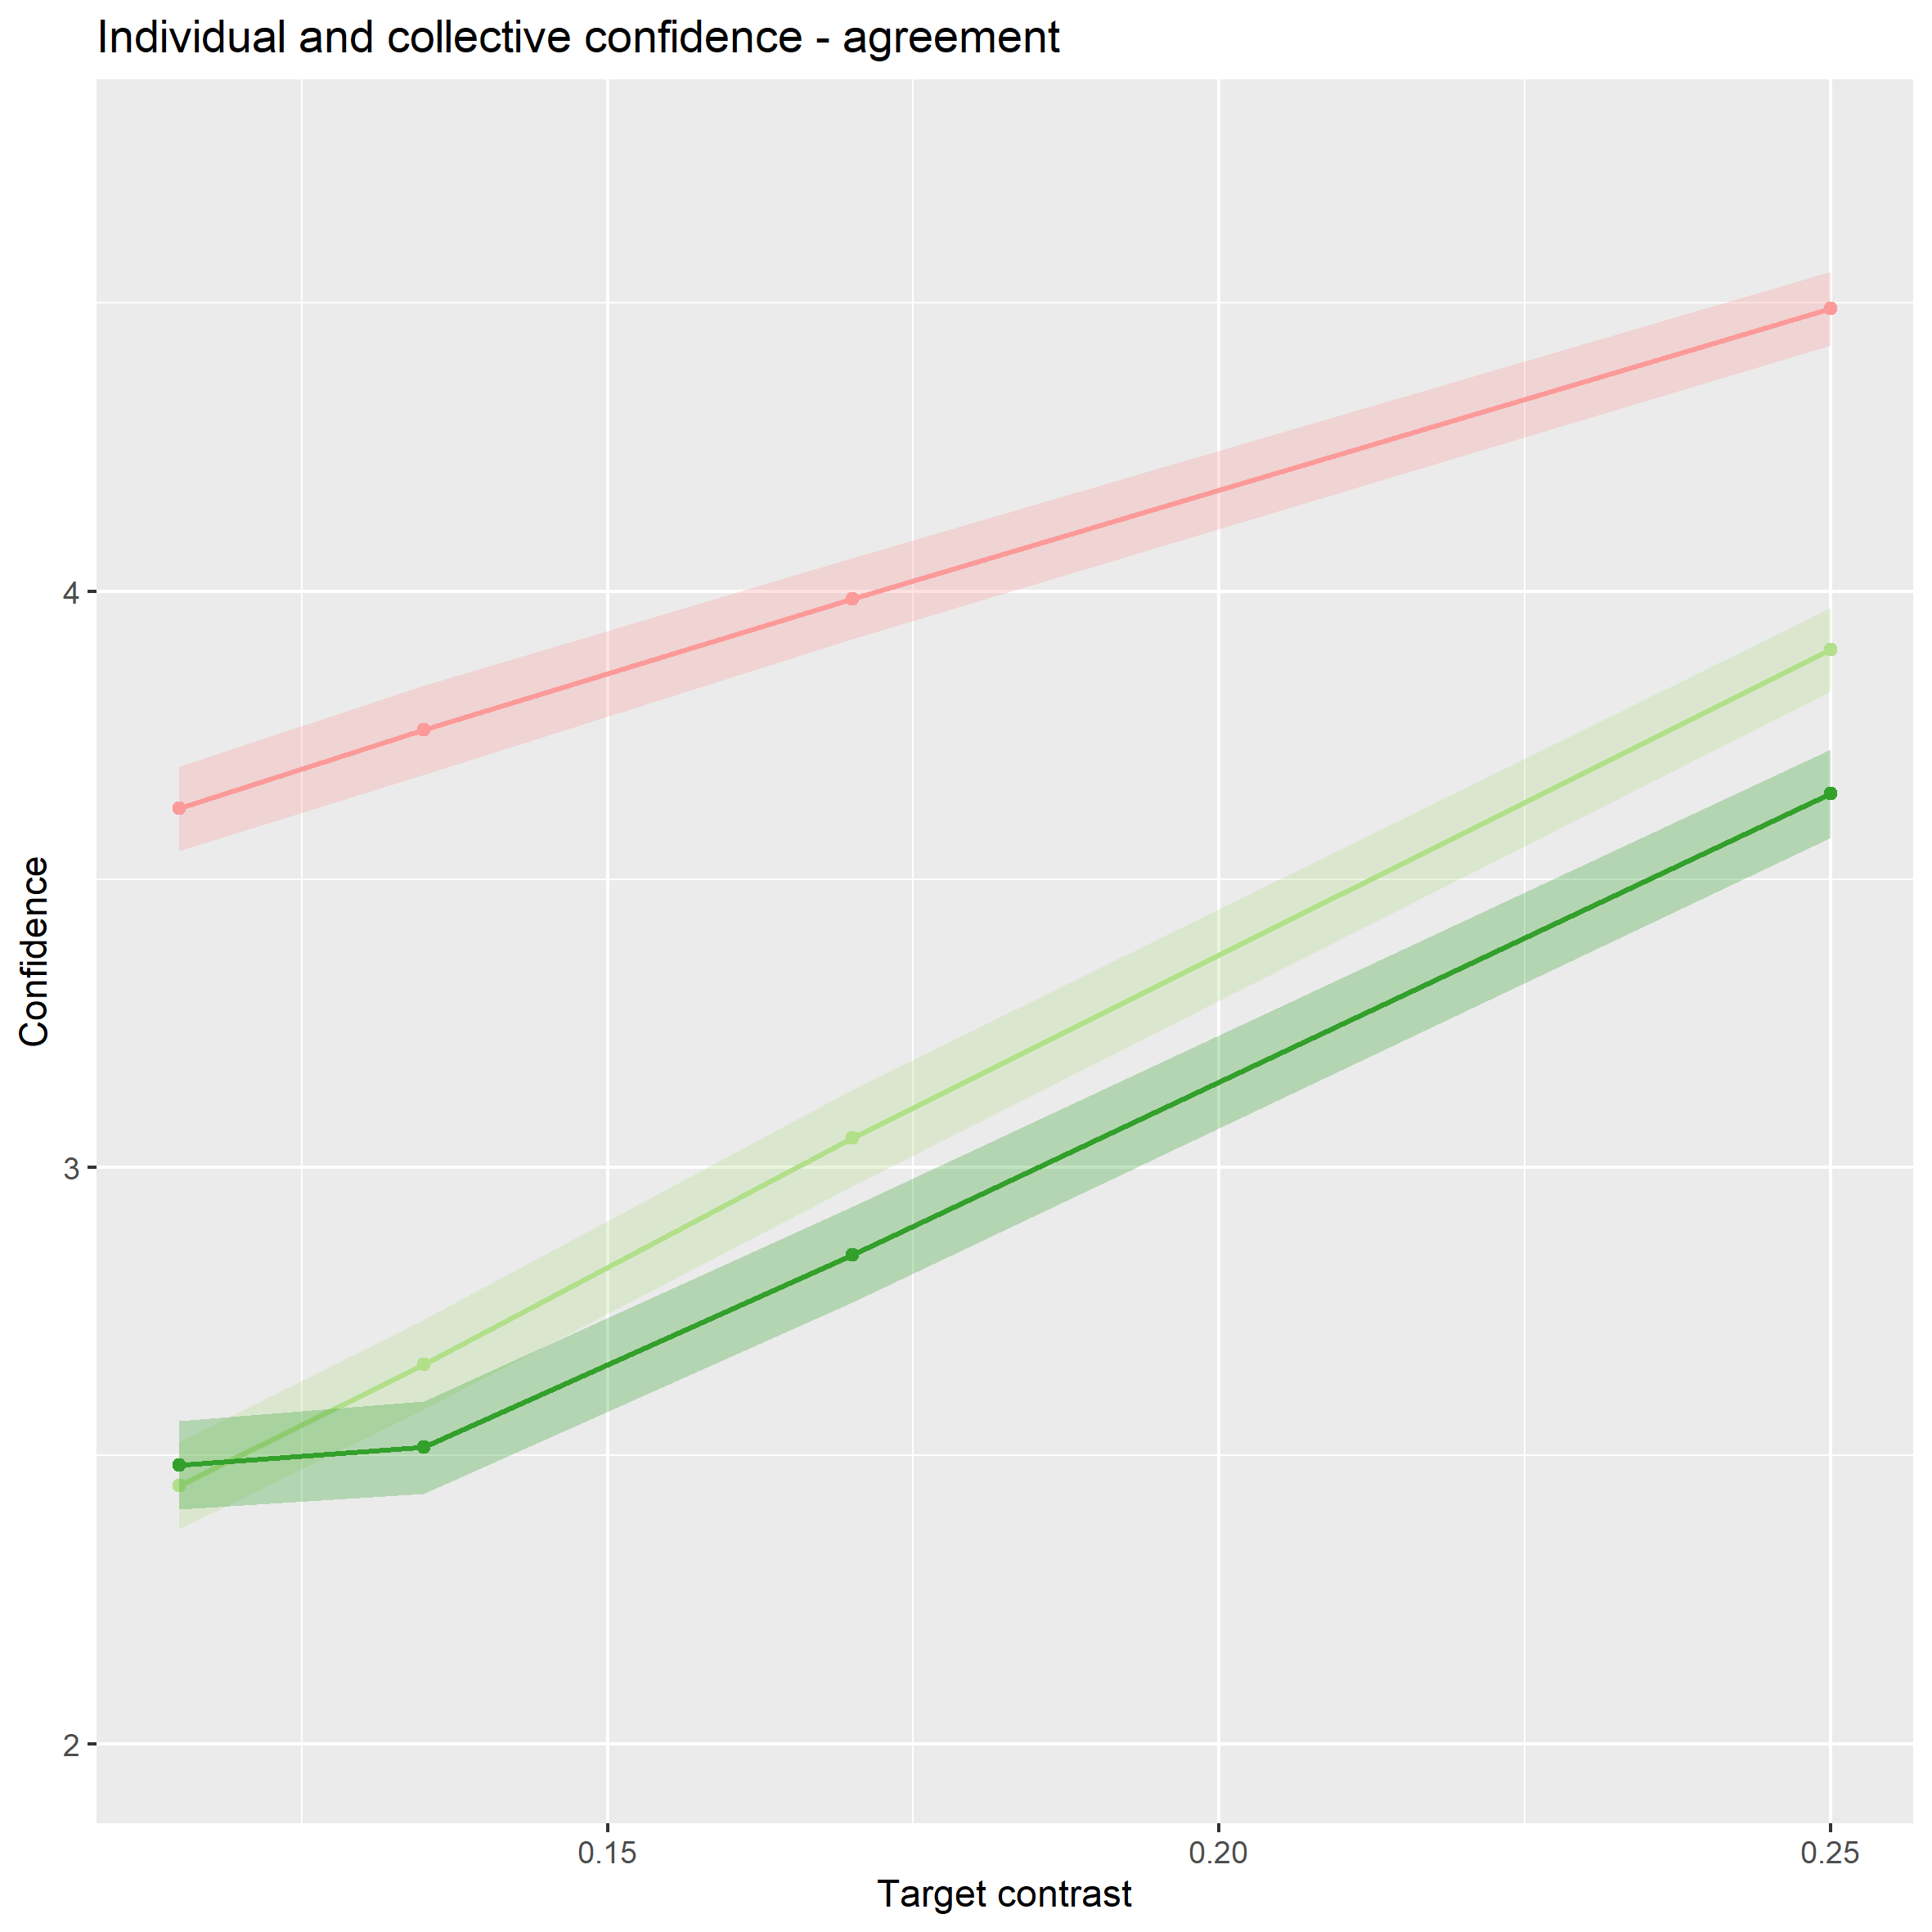 Individual and collective confidence - agreement
4
3
2
Confidence
0.15
0.20
0.25
Target contrast